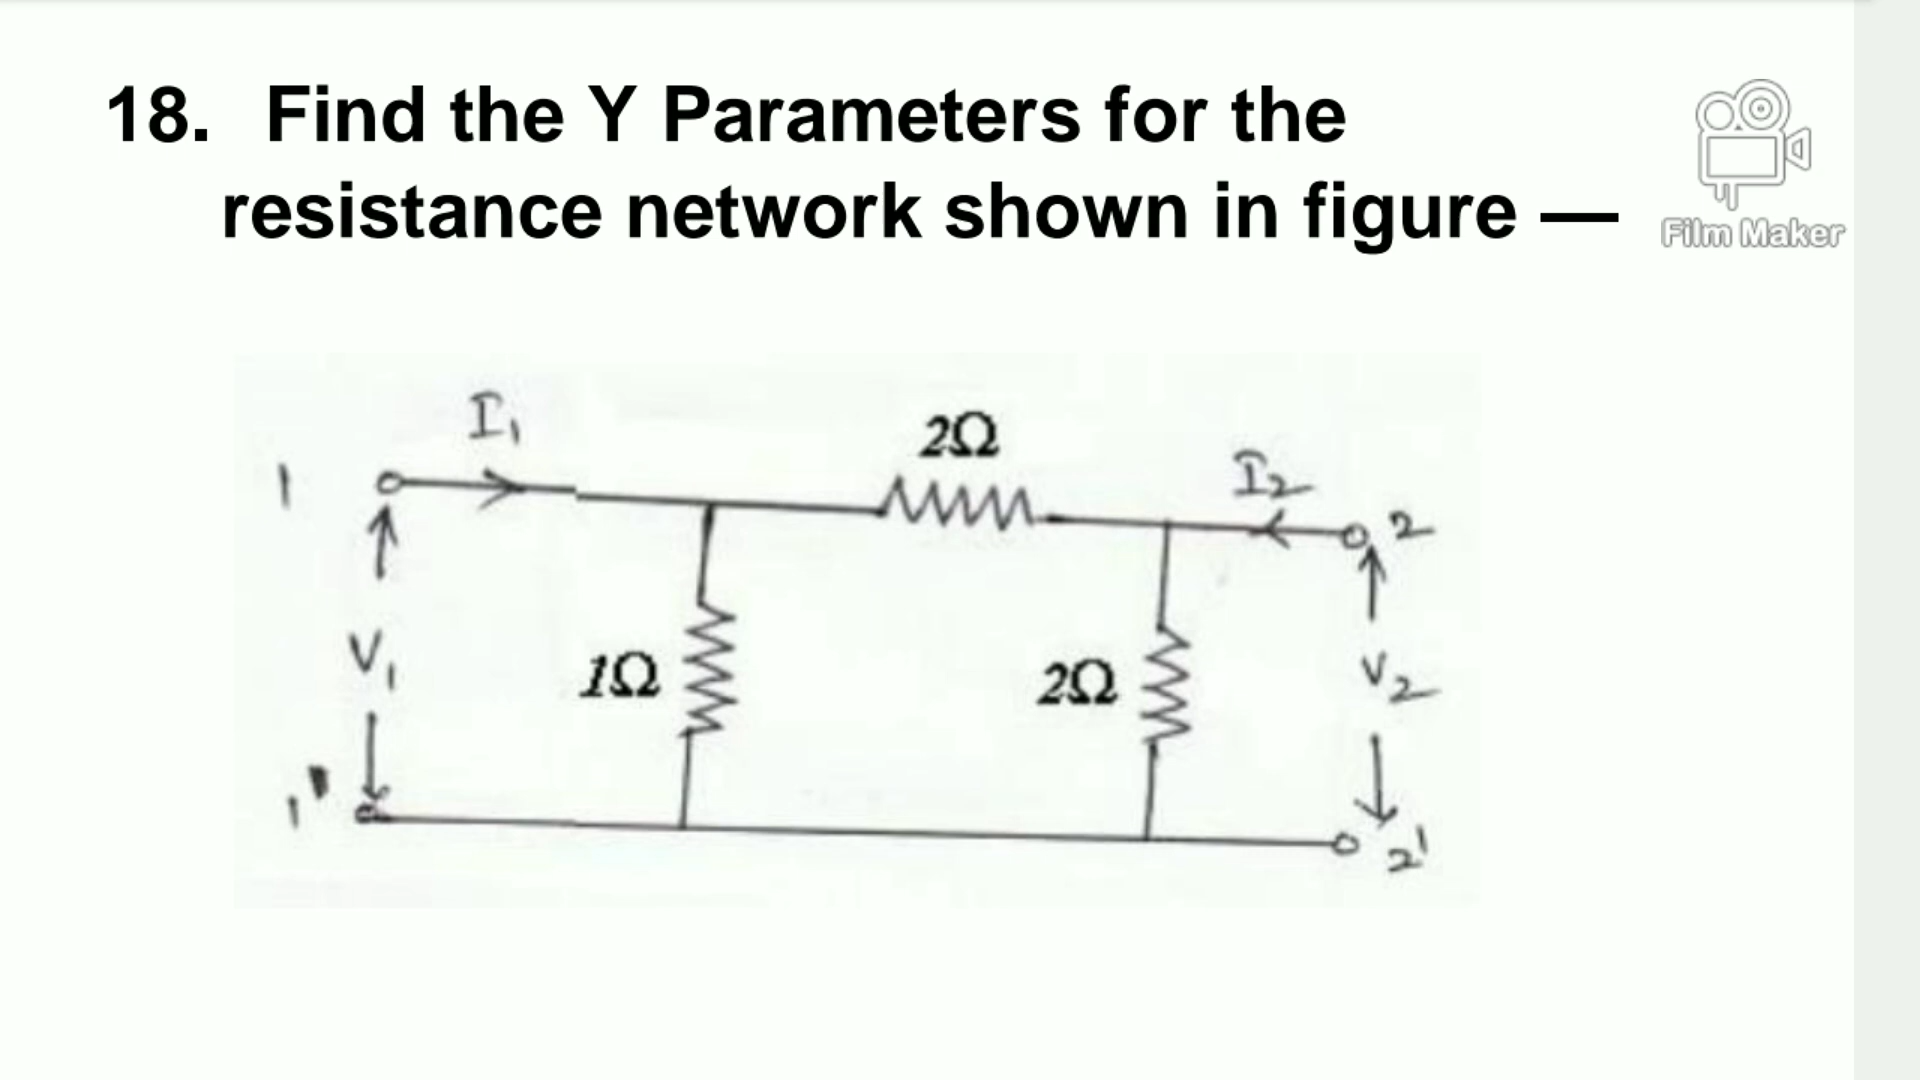 18. Find the Y Parameters for the
resistance network shown in figure —
Film Maker
I₁
2Ω
I₂
1
2
V₁
1Ω
2Ω
V₂
1'
2'